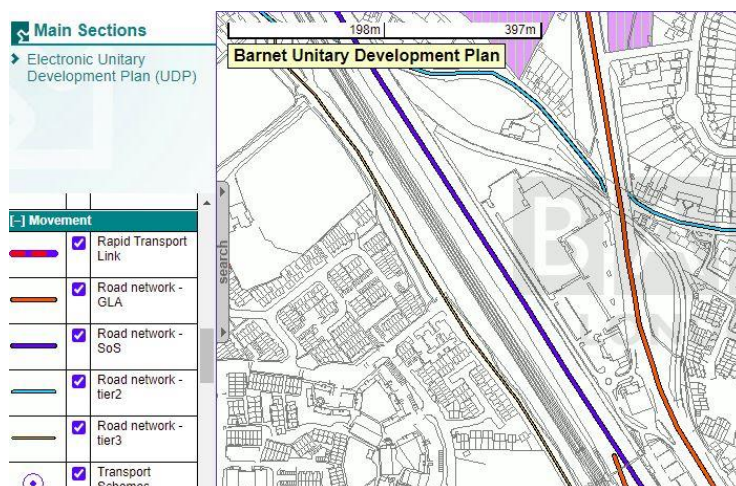 Main Sections
Electronic Unitary
Development Plan (UDP)
[–] Movement
Rapid Transport
Link
Road network -
GLA
Road network -
SoS
Road network -
tier2
Road network -
tier3
Transport
Schemes
search
198m
397m
Barnet Unitary Development Plan